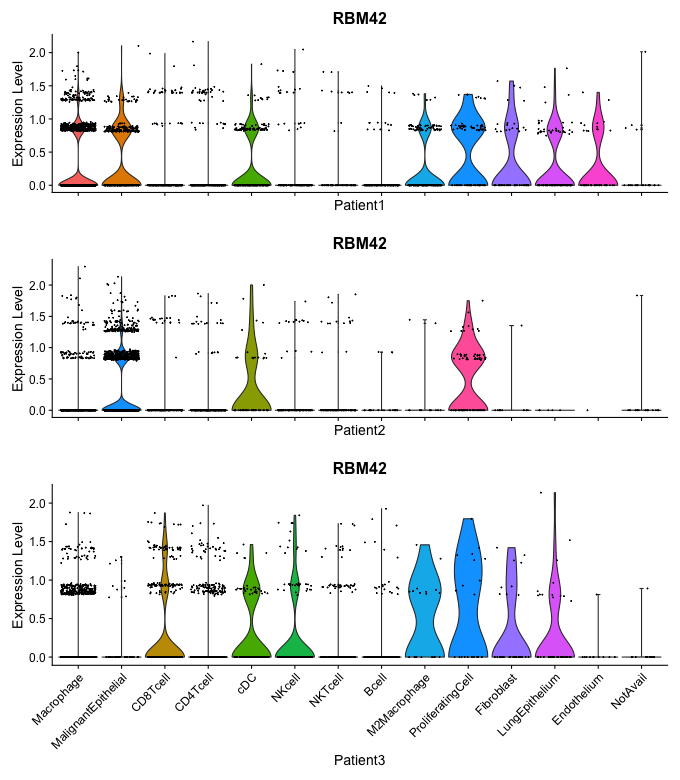 RBM42
Expression Level
2.0
1.5
1.0
0.5
0.0
Patient1
RBM42
Expression Level
2.0
1.5
1.0
0.5
0.0
Patient2
RBM42
Expression Level
2.0
1.5
1.0
0.5
0.0
Macrophage
MalignantEpithelial
CD8Tcell
CD4Tcell
cDC
NKcell
NKTcell
Bcell
M2Macrophage
ProliferatingCell
Fibroblast
LungEpithelium
Endothelium
NotAvail
Patient3